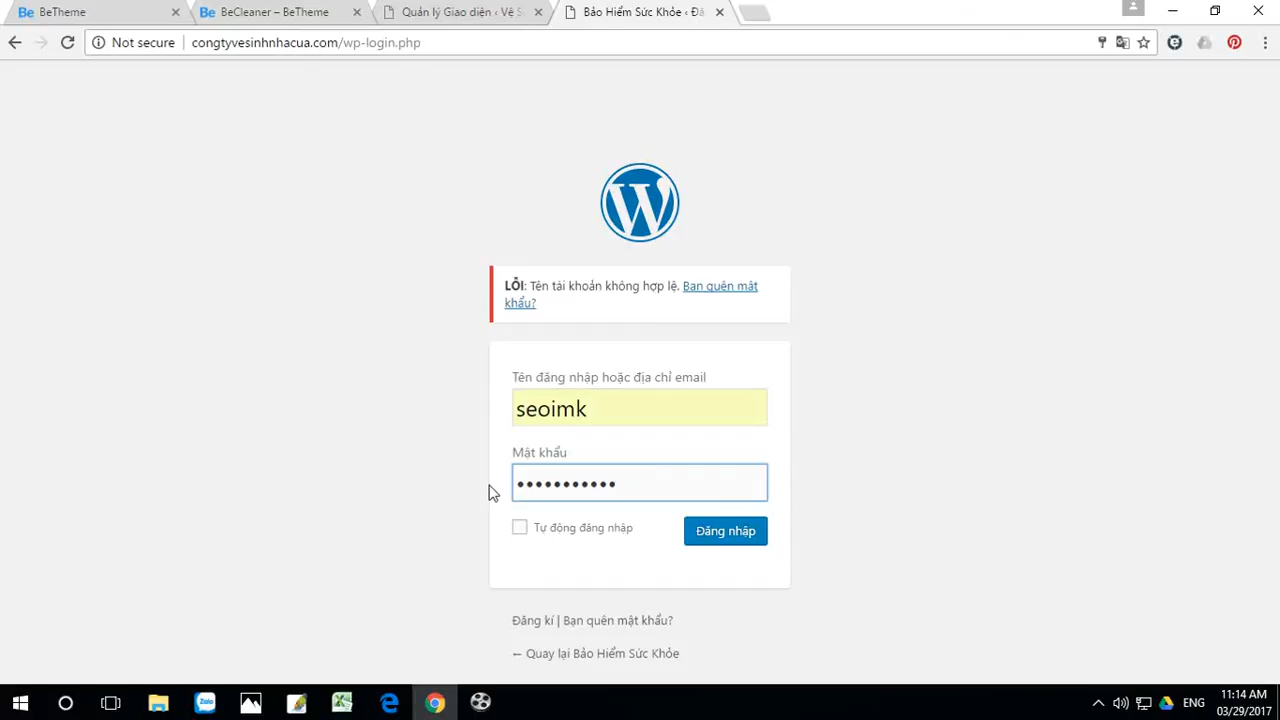 BeTheme
BeCleaner – BeTheme
Quản lý Giao diện ‹ Vệ S
Bảo Hiểm Sức Khỏe ‹ Đă
Not secure
congtyvesinhnhacua.com/wp-login.php
LỖI: Tên tài khoản không hợp lệ. Bạn quên mật
khẩu?
Tên đăng nhập hoặc địa chỉ email
seoimk
Mật khẩu
•••••••••••
Tự động đăng nhập
Đăng nhập
Đăng kí | Bạn quên mật khẩu?
← Quay lại Bảo Hiểm Sức Khỏe
Zalo
ENG
11:14 AM
03/29/2017